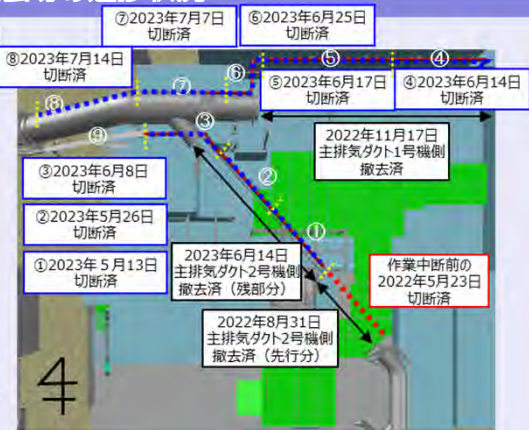 ⑦2023年7月7日
切断済
⑥2023年6月25日
切断済
⑧2023年7月14日
切断済
⑤
④
⑥
⑦
⑧
⑤2023年6月17日
切断済
④2023年6月14日
切断済
③
⑨
2022年11月17日
主排気ダクト1号機側
撤去済
③2023年6月8日
切断済
②
②2023年5月26日
切断済
①
①2023年5月13日
切断済
2023年6月14日
主排気ダクト2号機側
撤去済（残部分）
作業中断前の
2022年5月23日
切断済
2022年8月31日
主排気ダクト2号機側
撤去済（先行分）